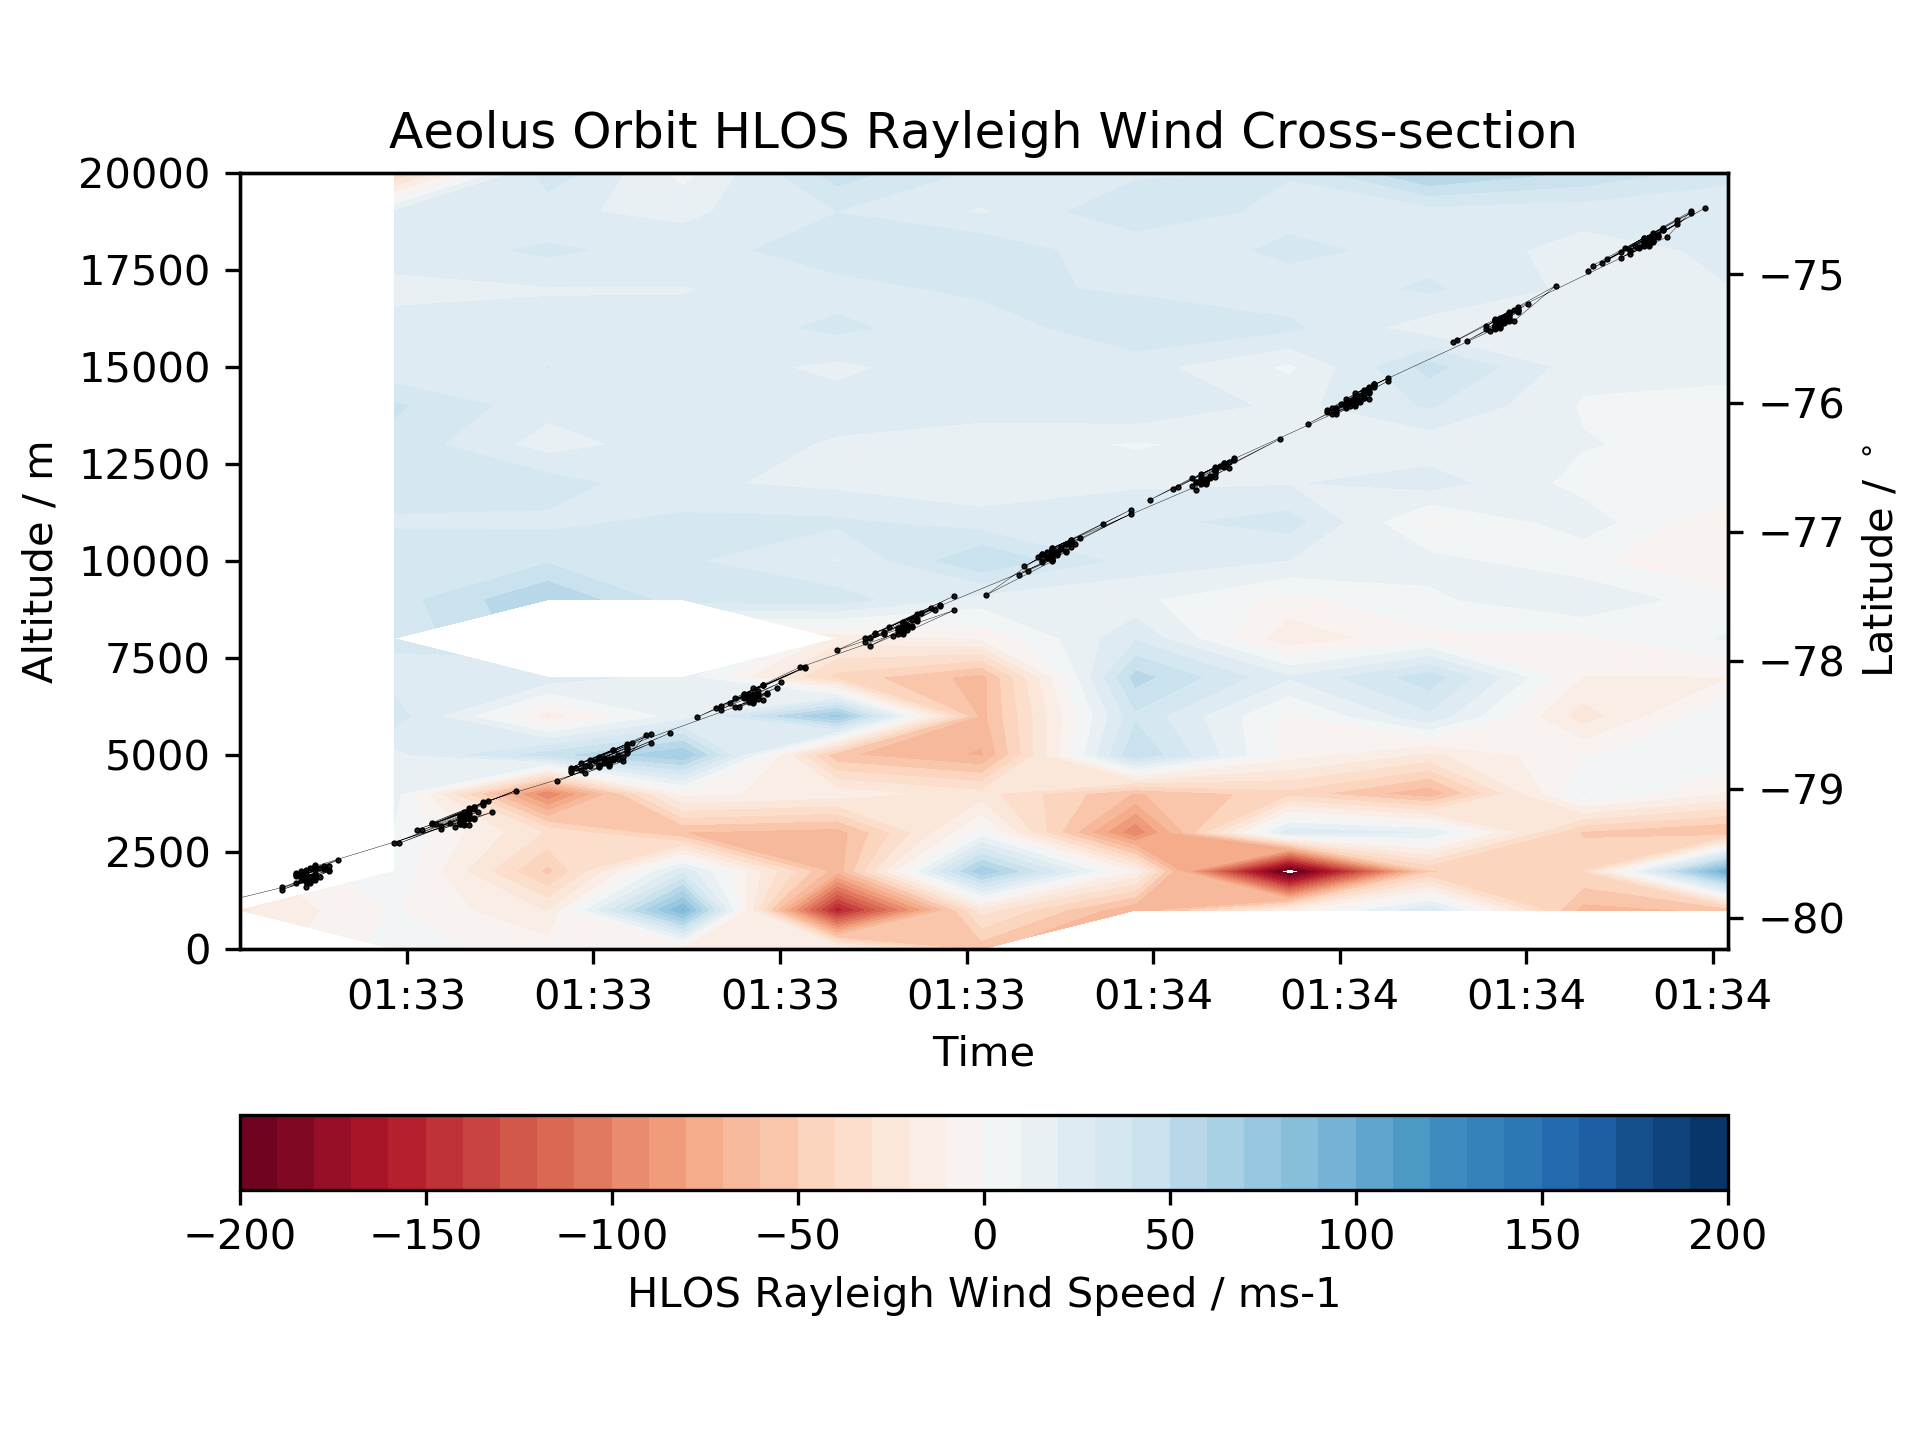 Aeolus Orbit HLOS Rayleigh Wind Cross-section
20000
17500
15000
12500
10000
7500
5000
2500
0
Altitude / m
−75
−76
−77
−78
−79
−80
Latitude / °
01:33 01:33 01:33 01:33 01:34 01:34 01:34 01:34
Time
−200 −150 −100 −50 0 50 100 150 200
HLOS Rayleigh Wind Speed / ms-1